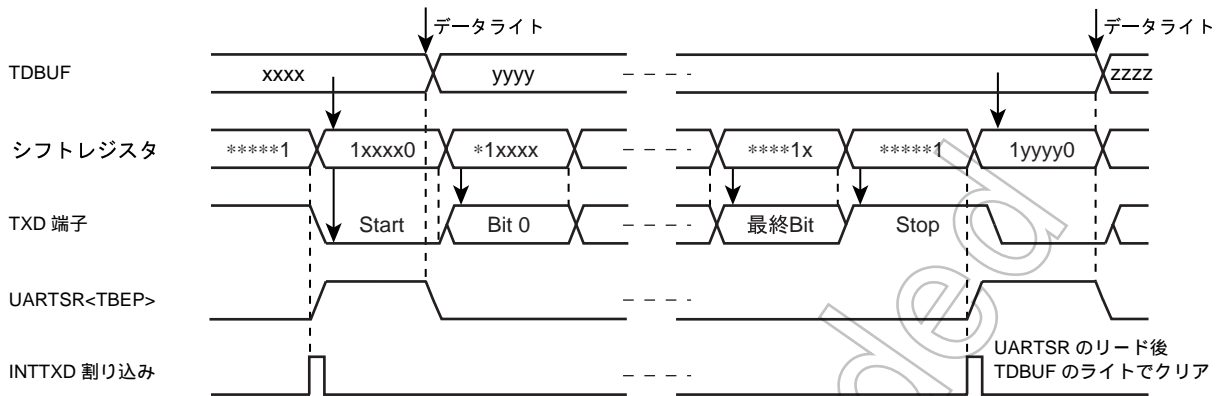 データライト データライト
TDBUF xxxx yyyy zzzz
シフトレジスタ *****1 1xxxx0 *1xxxx ****1x *****1 1yyyy0
TXD 端子 Start Bit 0 最終Bit Stop
UARTSR<TBEP>
INTTXD 割り込み
UARTSR のリード後
TDBUF のライトでクリア